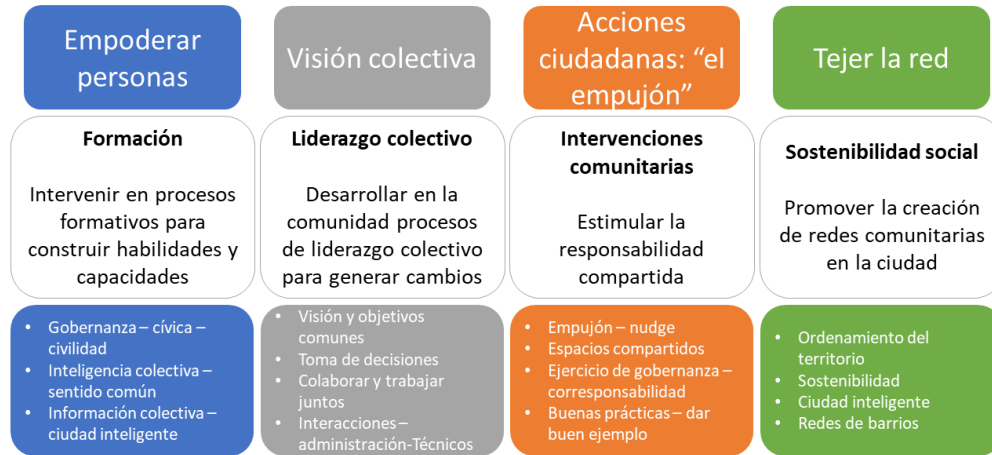 Empoderar
personas
Visión colectiva
Acciones
ciudadanas: “el
empujón”
Tejer la red
Formación
Intervenir en procesos
formativos para
construir habilidades y
capacidades
Liderazgo colectivo
Desarrollar en la
comunidad procesos
de liderazgo colectivo
para generar cambios
Intervenciones
comunitarias
Estimular la
responsabilidad
compartida
Sostenibilidad social
Promover la creación
de redes comunitarias
en la ciudad
• Gobernanza – cívica –
civilidad
• Inteligencia colectiva –
sentido común
• Información colectiva –
ciudad inteligente
• Visión y objetivos
comunes
• Toma de decisiones
• Colaborar y trabajar
juntos
• Interacciones –
administración-Técnicos
• Empujón – nudge
• Espacios compartidos
• Ejercicio de gobernanza –
corresponsabilidad
• Buenas prácticas – dar
buen ejemplo
• Ordenamiento del
territorio
• Sostenibilidad
• Ciudad inteligente
• Redes de barrios